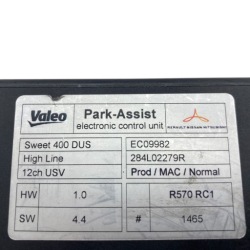 Valeo
Park-Assist
electronic control unit
RENAULT NISSAN MITSUBISHI
Sweet 400 DUS
EC09982
High Line
284L02279R
12ch USV
Prod / MAC / Normal
HW
1.0
R570 RC1
SW
4.4
#
1465